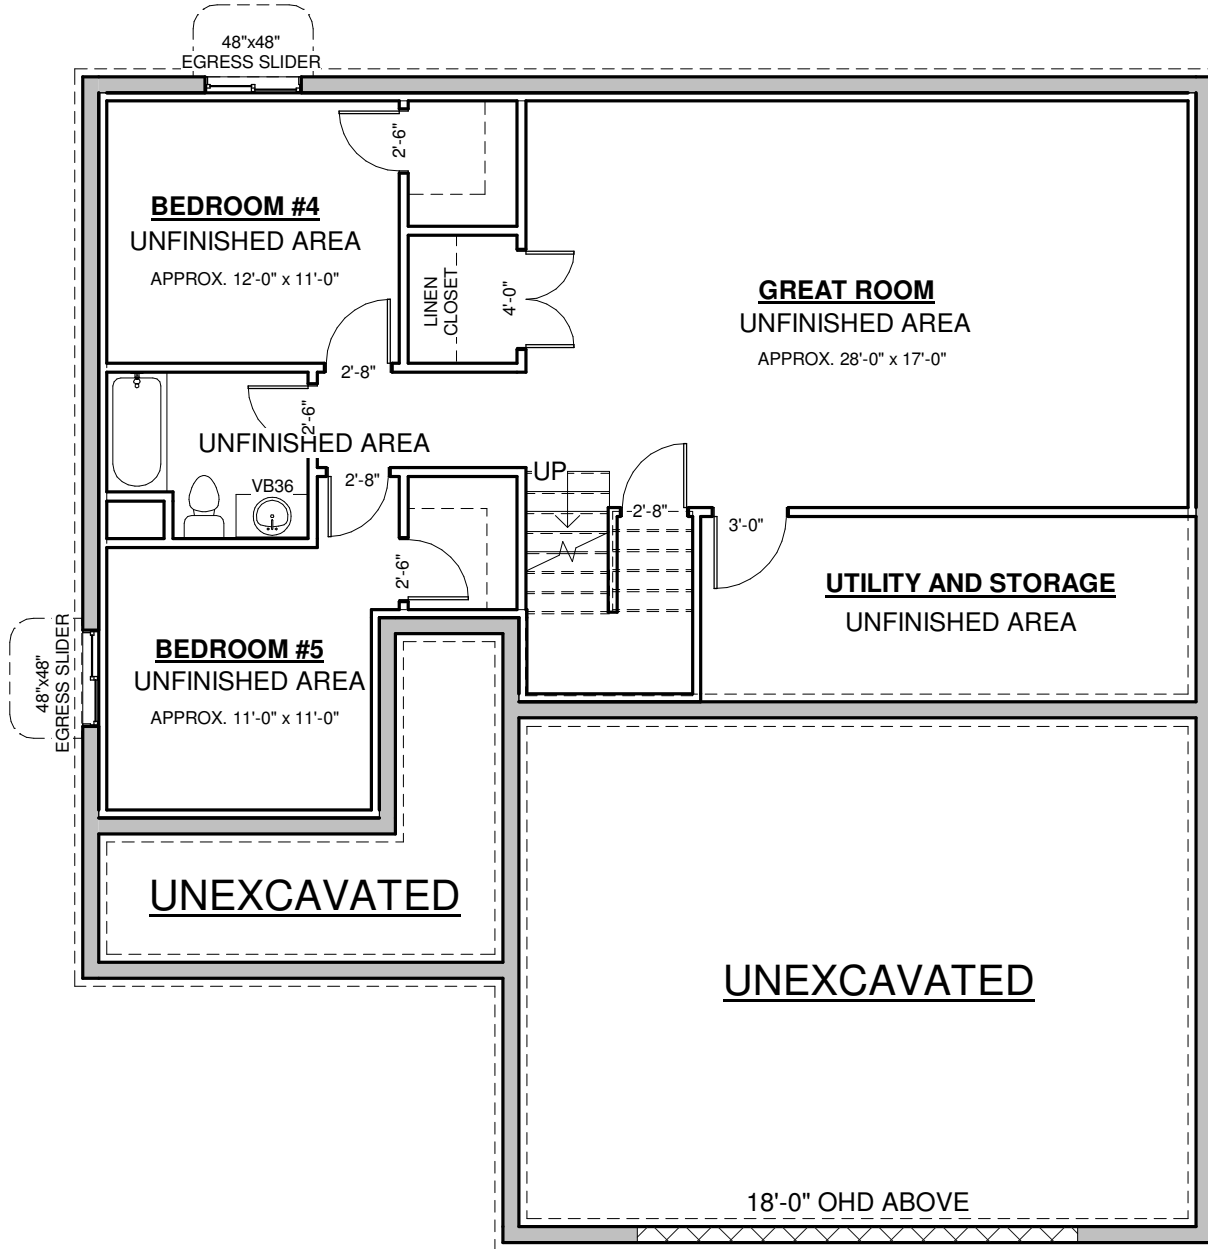 48"x48"
EGRESS SLIDER
2'-6"
BEDROOM #4
UNFINISHED AREA
APPROX. 12'-0" x 11'-0"
LINEN
CLOSET
4'-0"
GREAT ROOM
UNFINISHED AREA
APPROX. 28'-0" x 17'-0"
2'-8"
2'-6"
UNFINISHED AREA
UP
2'-8"
VB36
2'-8"
3'-0"
2'-6"
UTILITY AND STORAGE
UNFINISHED AREA
48"x48"
EGRESS SLIDER
BEDROOM #5
UNFINISHED AREA
APPROX. 11'-0" x 11'-0"
UNEXCAVATED
UNEXCAVATED
18'-0" OHD ABOVE